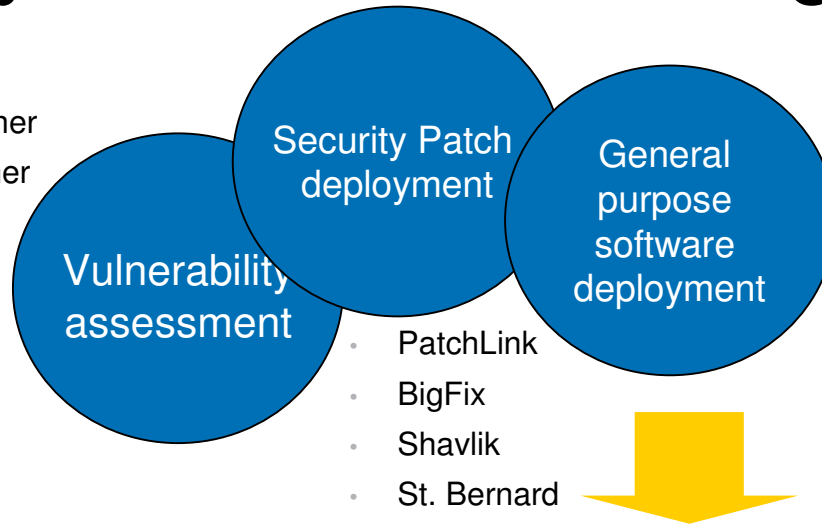 Security Patch
deployment
General
purpose
software
deployment
Vulnerability
assessment
PatchLink
BigFix
Shavlik
St. Bernard